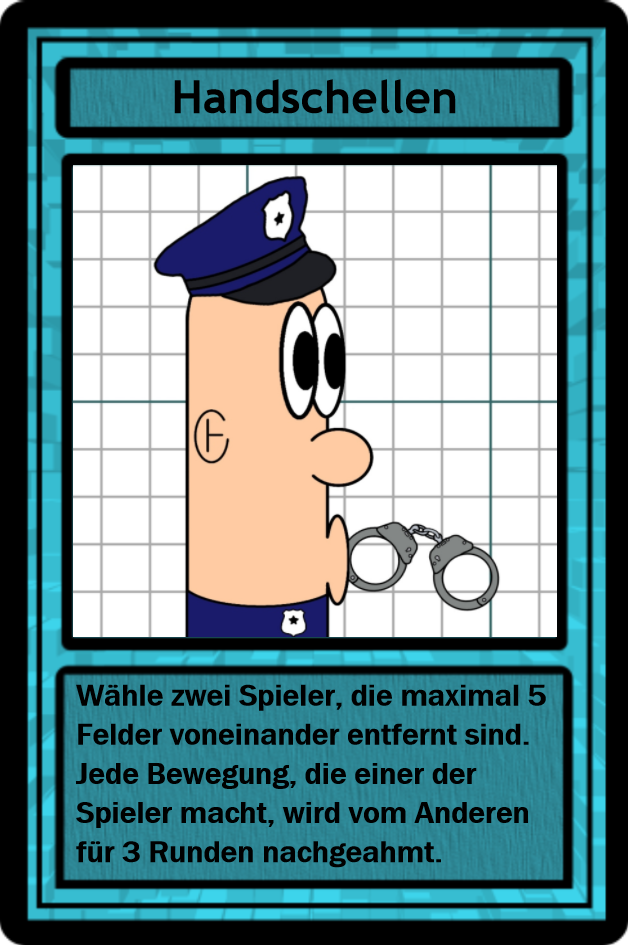 Handschellen
Wähle zwei Spieler, die maximal 5
Felder voneinander entfernt sind.
Jede Bewegung, die einer der
Spieler macht, wird vom Anderen
für 3 Runden nachgeahmt.